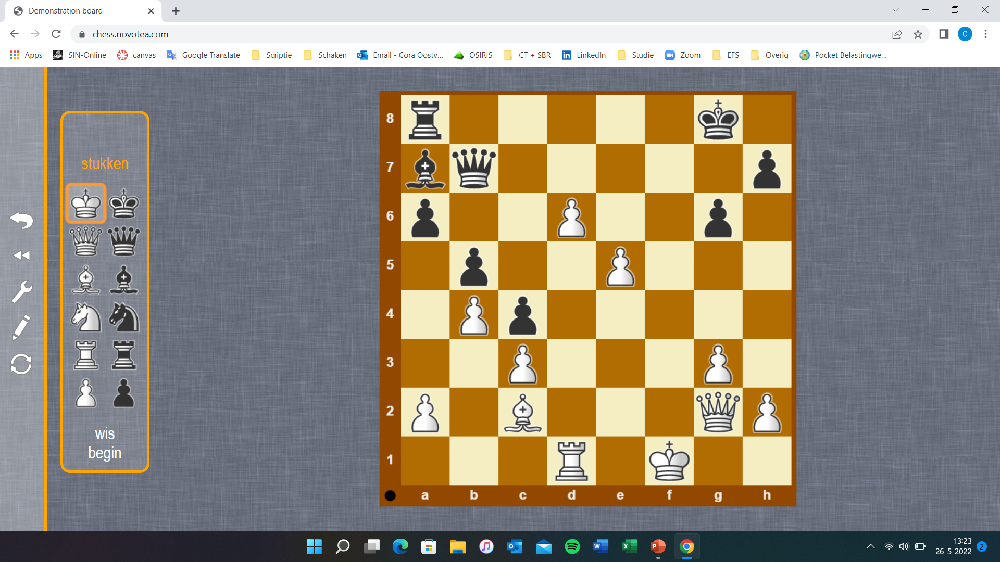 Demonstration board
chess.novotea.com
C
Apps SIN-Online canvas Google Translate Scriptie Schaken Email - Cora Oostv... OSIRIS CT + SBR LinkedIn Studie Zoom EFS Overig Pocket Belastingwe...
stukken
wis
begin
8
7
6
5
4
3
2
1
a b c d e f g h
13:23
26-5-2022
2